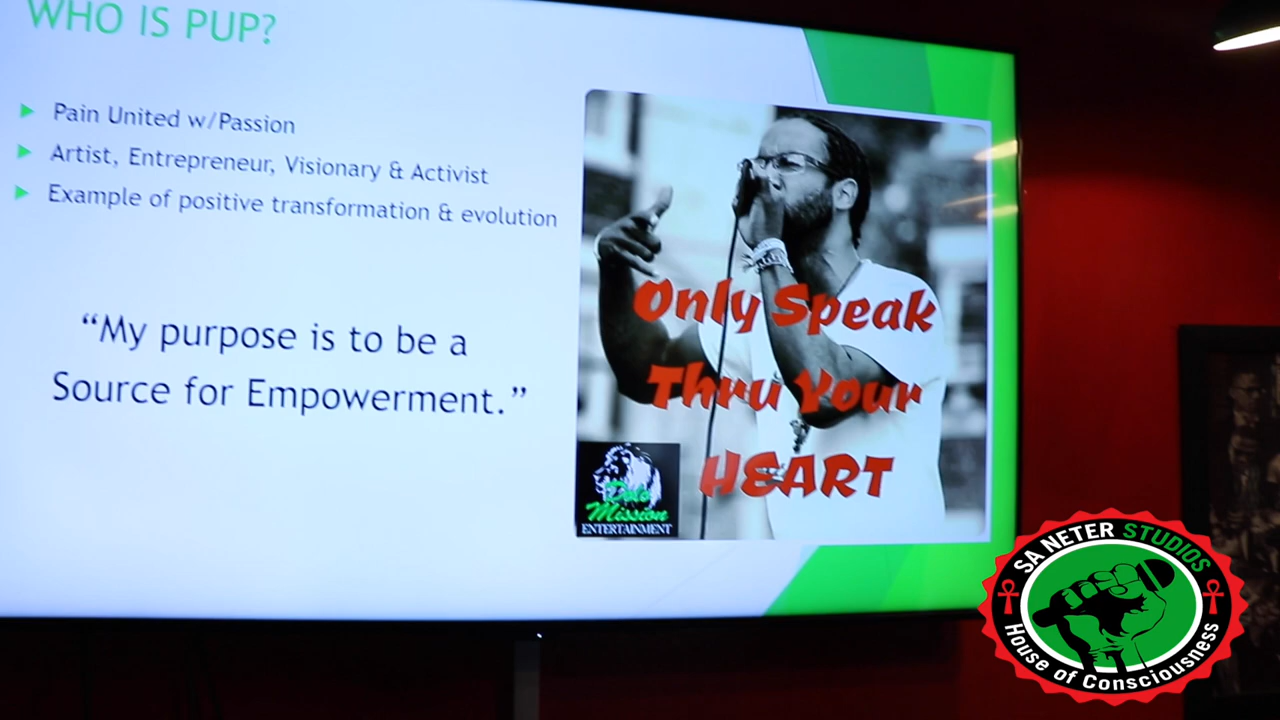 WHO IS PUP?
Pain United w/Passion
Artist, Entrepreneur, Visionary & Activist
Example of positive transformation & evolution
“My purpose is to be a
Source for Empowerment.”
Only Speak
Thru Your
HEART
Dolo
Mission
ENTERTAINMENT
SA NETER STUDIOS
House of Consciousness